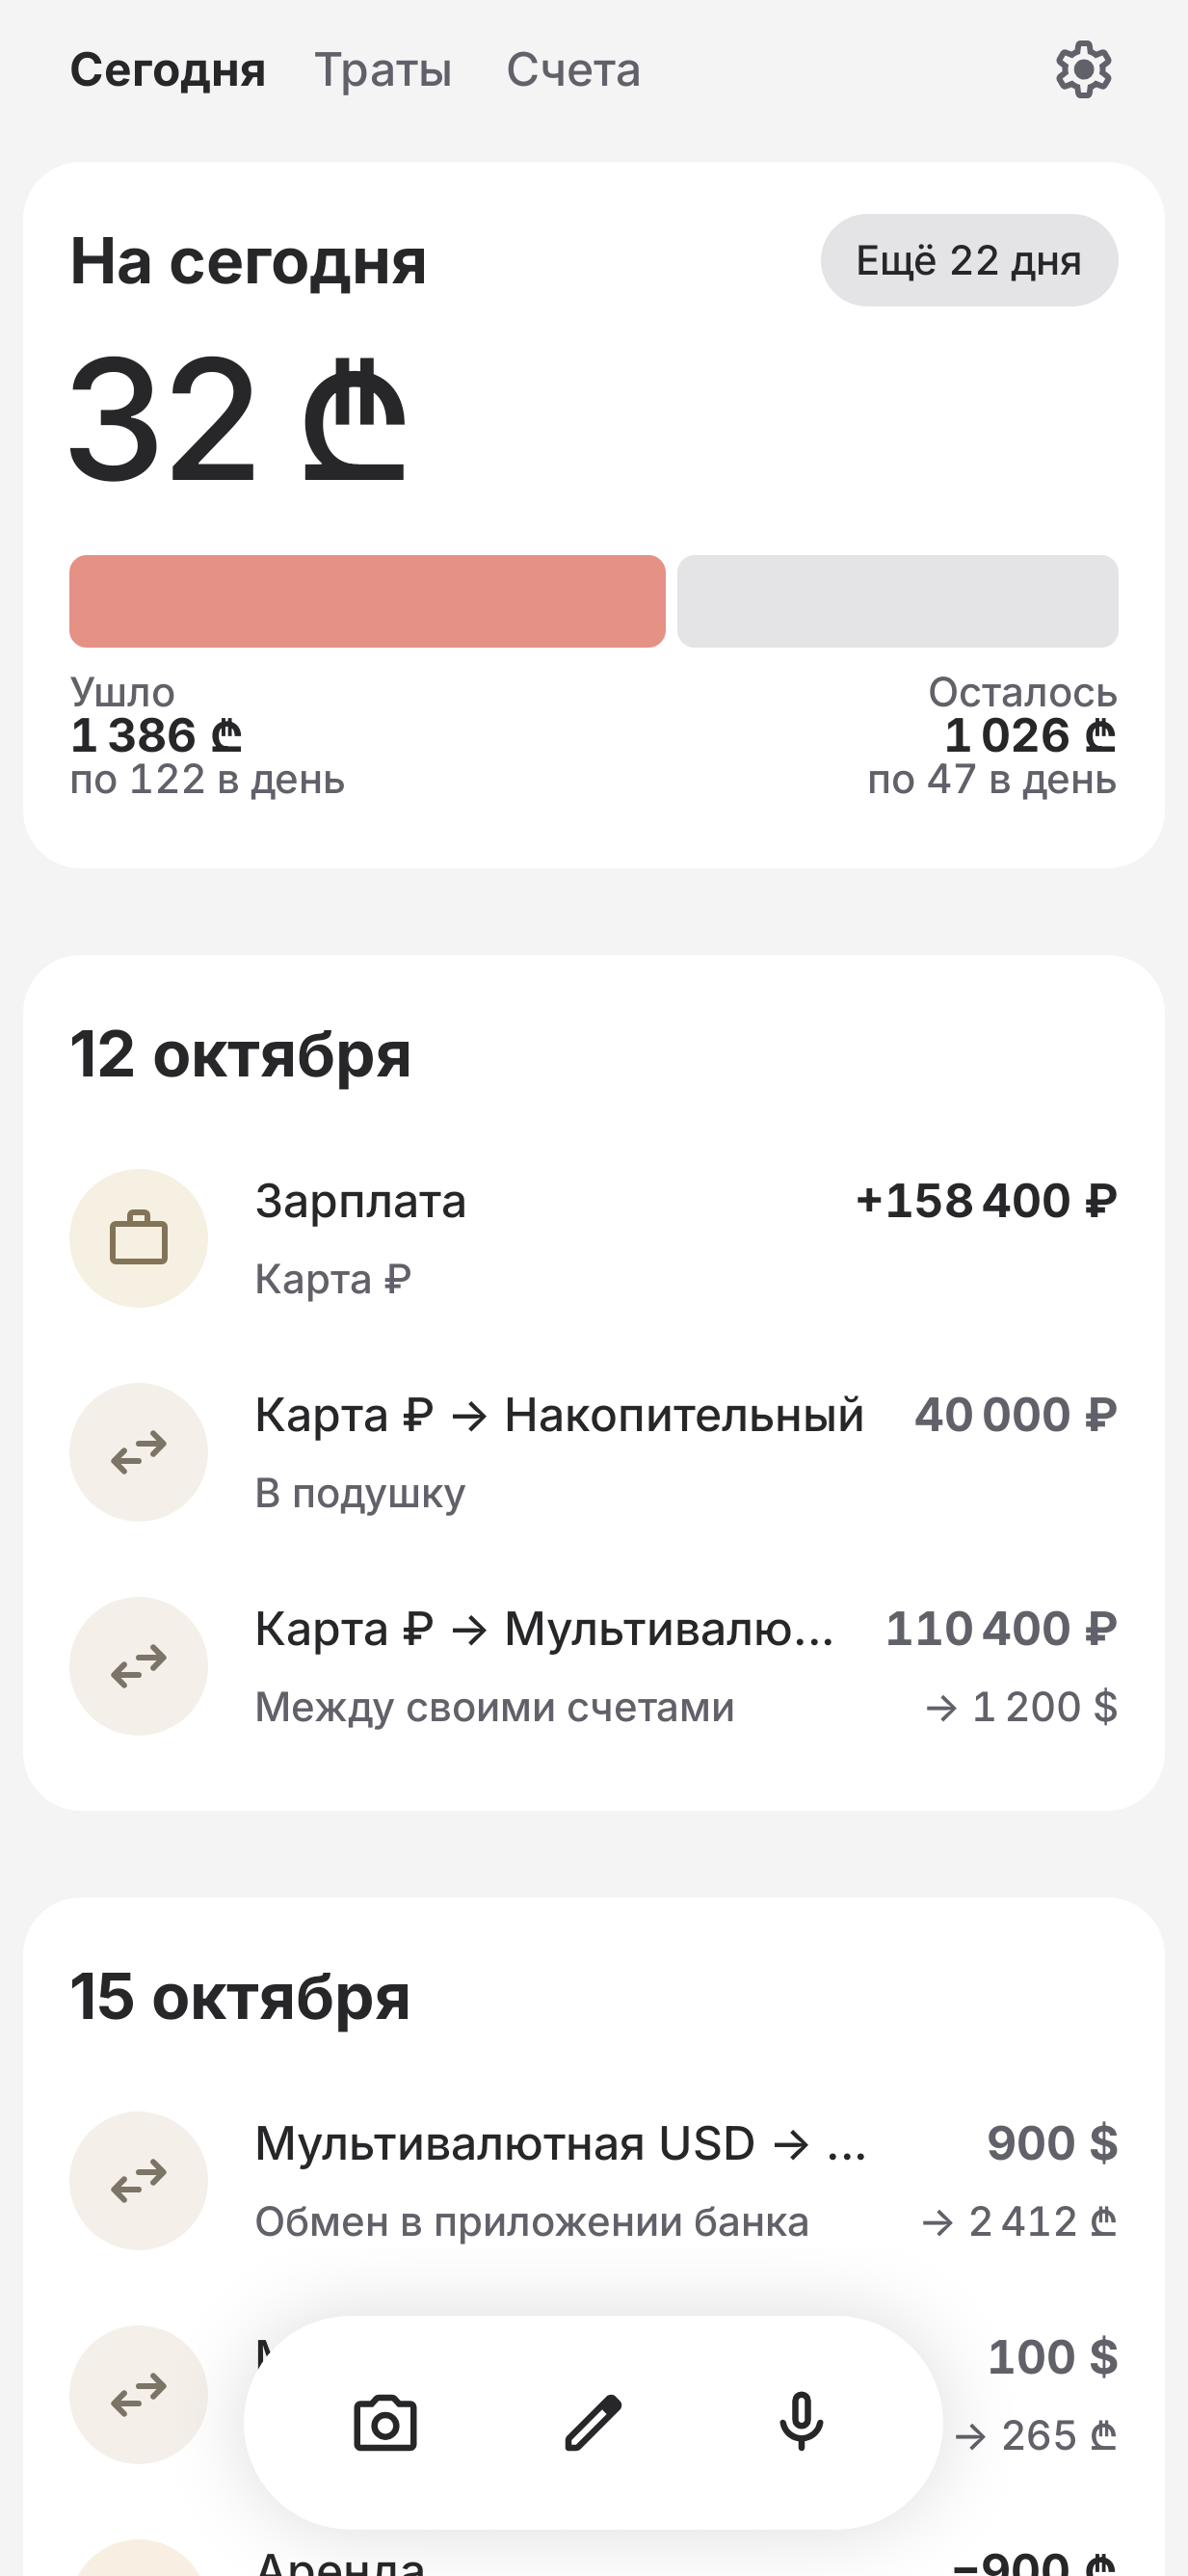 Сегодня Траты Счета
На сегодня Ещё 22 дня
32 ₾
Ушло Осталось
1 386 ₾ 1 026 ₾
по 122 в день по 47 в день
12 октября
Зарплата +158 400 ₽
Карта ₽
Карта ₽ → Накопительный 40 000 ₽
В подушку
Карта ₽ → Мультивалю... 110 400 ₽
Между своими счетами → 1 200 $
15 октября
Мультивалютная USD → ... 900 $
Обмен в приложении банка → 2 412 ₾
100 $
→ 265 ₾
Аренда −900 ₾